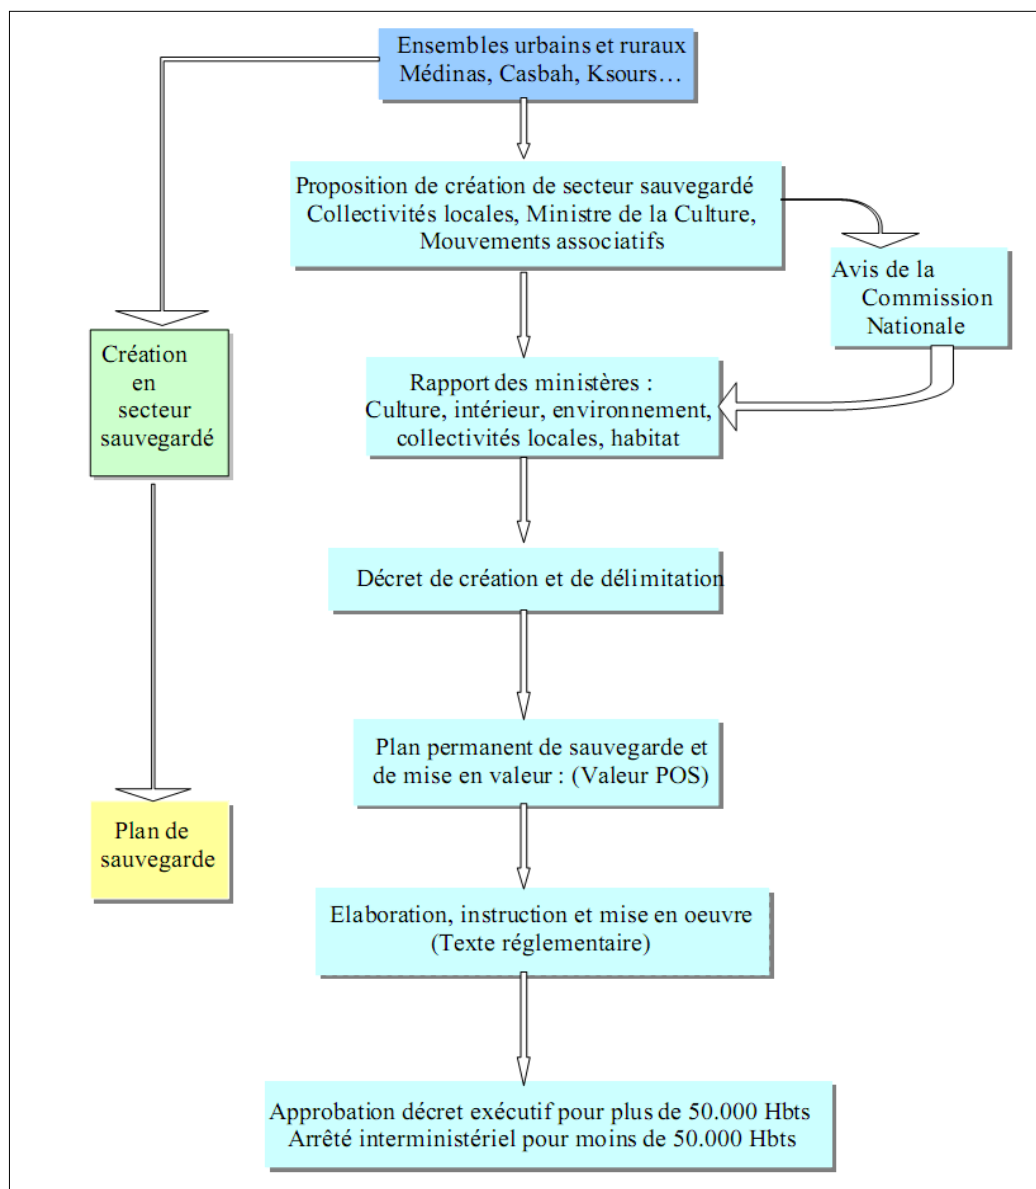 Ensembles urbains et ruraux
Médinas, Casbah, Ksours…
Proposition de création de secteur sauvegardé
Collectivités locales, Ministre de la Culture,
Mouvements associatifs
Avis de la
Commission
Nationale
Création
en
secteur
sauvegardé
Rapport des ministères :
Culture, intérieur, environnement,
collectivités locales, habitat
Décret de création et de délimitation
Plan permanent de sauvegarde et
de mise en valeur : (Valeur POS)
Plan de
sauvegarde
Elaboration, instruction et mise en oeuvre
(Texte réglementaire)
Approbation décret exécutif pour plus de 50.000 Hbts
Arrêté interministériel pour moins de 50.000 Hbts